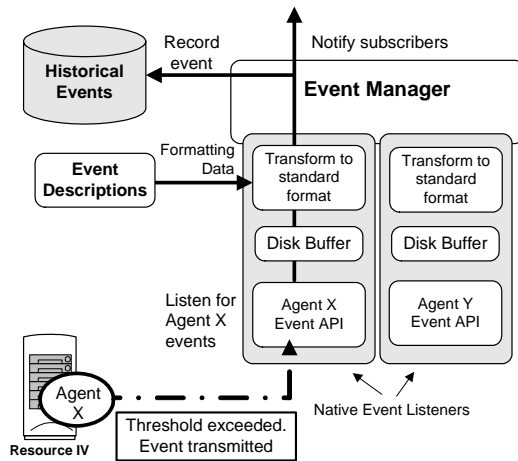 Record
event
Notify subscribers
Historical
Events
Event Manager
Formatting
Data
Event
Descriptions
Transform to
standard
format
Transform to
standard
format
Disk Buffer
Disk Buffer
Listen for
Agent X
events
Agent X
Event API
Agent Y
Event API
Agent
X
Threshold exceeded.
Event transmitted
Native Event Listeners
Resource IV